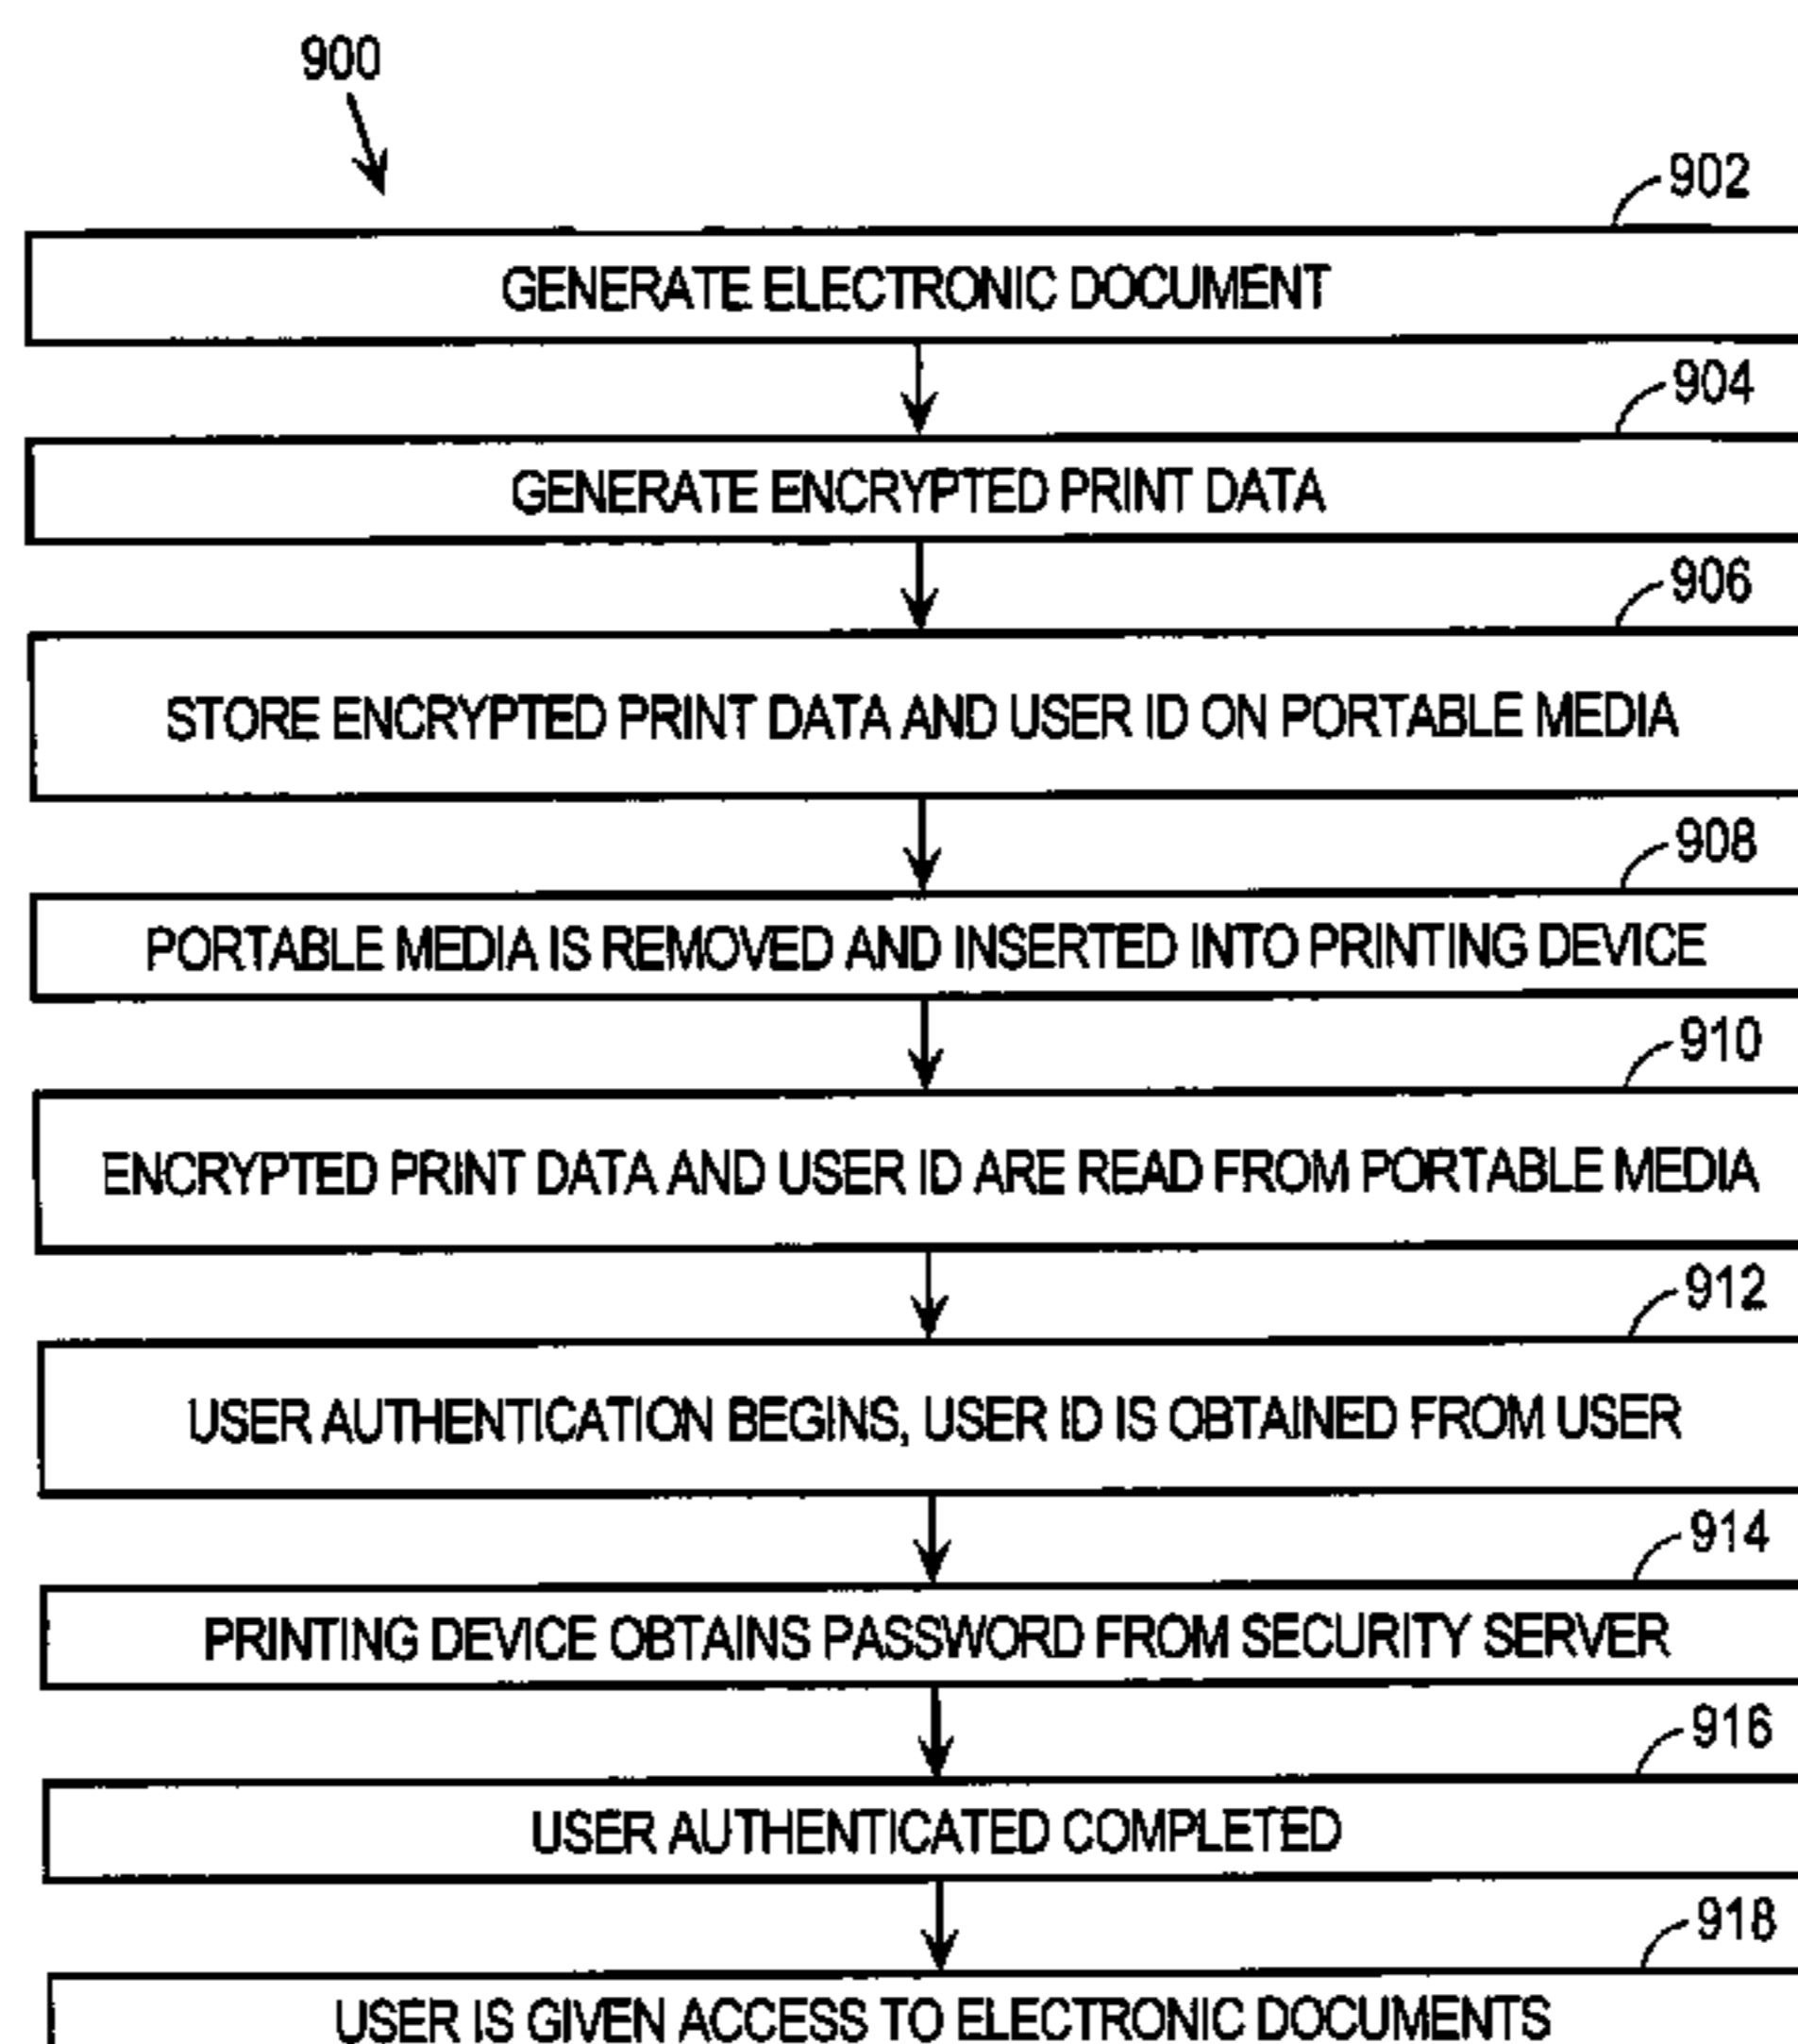 900
902
GENERATE ELECTRONIC DOCUMENT
904
GENERATE ENCRYPTED PRINT DATA
906
STORE ENCRYPTED PRINT DATA AND USER ID ON PORTABLE MEDIA
908
PORTABLE MEDIA IS REMOVED AND INSERTED INTO PRINTING DEVICE
910
ENCRYPTED PRINT DATA AND USER ID ARE READ FROM PORTABLE MEDIA
912
USER AUTHENTICATION BEGINS, USER ID IS OBTAINED FROM USER
914
PRINTING DEVICE OBTAINS PASSWORD FROM SECURITY SERVER
916
USER AUTHENTICATED COMPLETED
918
USER IS GIVEN ACCESS TO ELECTRONIC DOCUMENTS